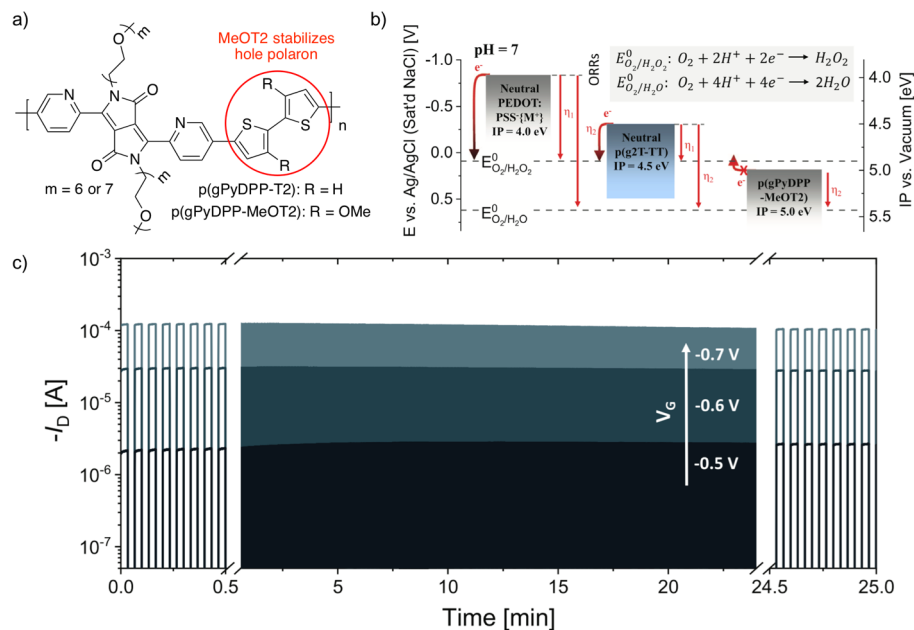 a)
MeOT2 stabilizes
hole polaron
O
m
N
N
O
R
S
n
O
N
N
S
R
O
m
m = 6 or 7
p(gPyDPP-T2): R = H
p(gPyDPP-MeOT2): R = OMe
b)
pH = 7
E vs. Ag/AgCl (Sat'd NaCl) [V]
-1.0
-0.5
0.0
0.5
e-
Neutral
PEDOT:
PSS-{M+}
IP = 4.0 eV
η1
η2
ORRs
E0O2/H2O2: O2 + 2H+ + 2e- ⟶ H2O2
E0O2/H2O: O2 + 4H+ + 4e- ⟶ 2H2O
e-
η2
Neutral
p(g2T-TT)
IP = 4.5 eV
η1
η2
E0O2/H2O2
E0O2/H2O
e-
p(gPyDPP
-MeOT2)
IP = 5.0 eV
η2
4.0
4.5
5.0
5.5
IP vs. Vacuum [eV]
c)
-ID [A]
10-3
10-4
10-5
10-6
10-7
VG
-0.7 V
-0.6 V
-0.5 V
0.0 0.5 5 10 15 20 24.5 25.0
Time [min]